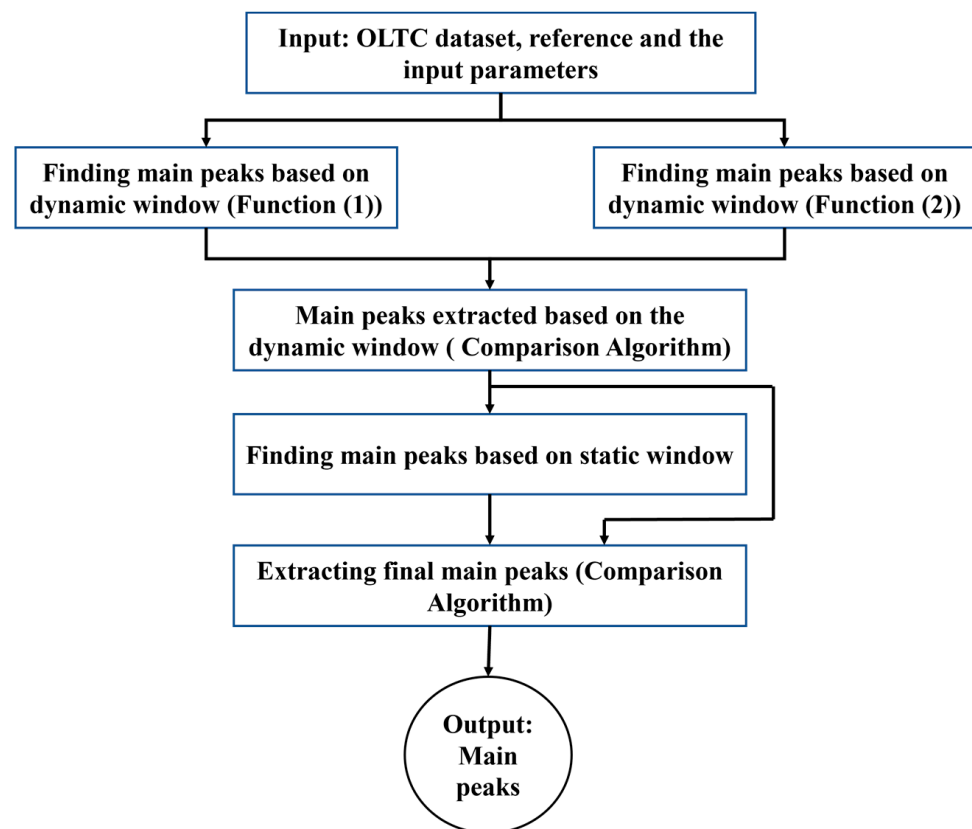 Input: OLTC dataset, reference and the
input parameters
Finding main peaks based on
dynamic window (Function (1))
Finding main peaks based on
dynamic window (Function (2))
Main peaks extracted based on the
dynamic window ( Comparison Algorithm)
Finding main peaks based on static window
Extracting final main peaks (Comparison
Algorithm)
Output:
Main
peaks